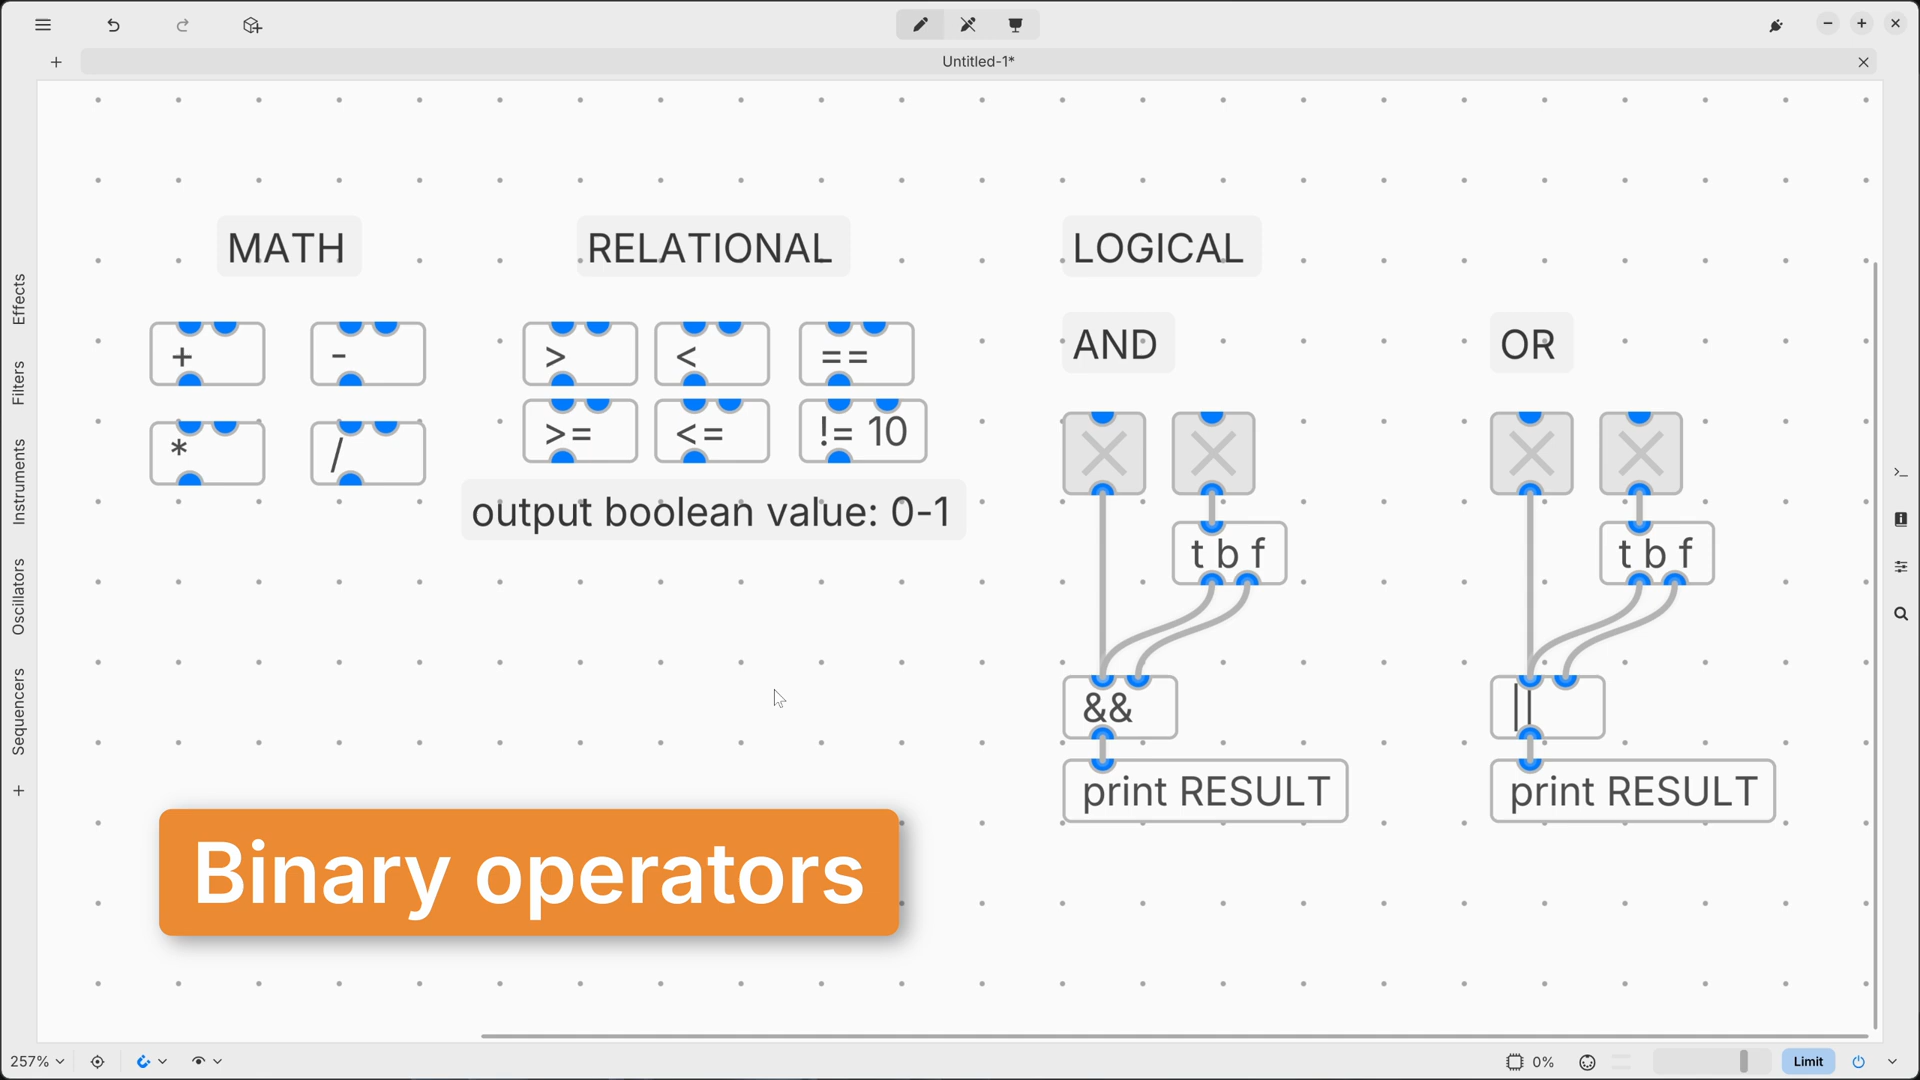 Untitled-1*
Effects
Filters
Instruments
Oscillators
Sequencers
+
MATH
+
-
*
/
RELATIONAL
>
<
==
>=
<=
!= 10
output boolean value: 0-1
LOGICAL
AND
t b f
&&
print RESULT
OR
t b f
||
print RESULT
Binary operators
257%
0%
Limit